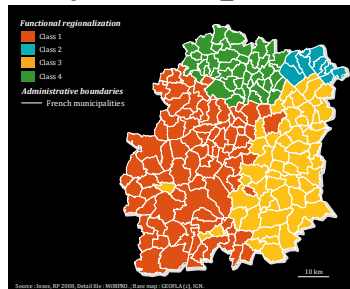 Functional regionalization
Class 1
Class 2
Class 3
Class 4
Administrative boundaries
French municipalities
10 km
Source : Insee, RP 2008, Detail file : MOBPRO. ; Base map : GEOFLA (c), IGN.